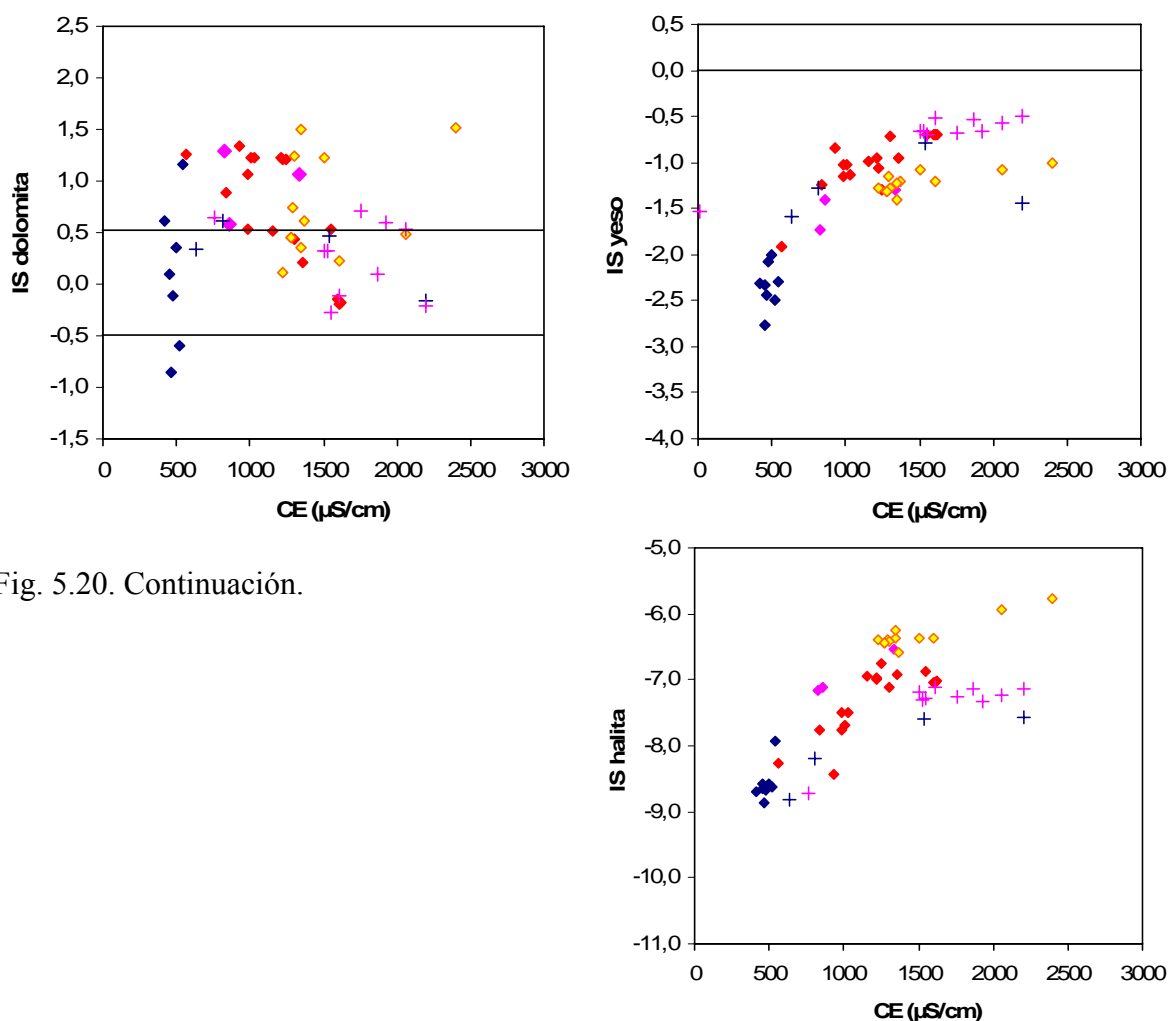 2,5
2,0
1,5
1,0
0,5
0,0
-0,5
-1,0
-1,5
IS dolomita
0 500 1000 1500 2000 2500 3000
CE (µS/cm)
0,5
0,0
-0,5
-1,0
-1,5
-2,0
-2,5
-3,0
-3,5
-4,0
IS yeso
0 500 1000 1500 2000 2500 3000
CE (µS/cm)
Fig. 5.20. Continuación.
-5,0
-6,0
-7,0
-8,0
-9,0
-10,0
-11,0
IS halita
0 500 1000 1500 2000 2500 3000
CE (µS/cm)